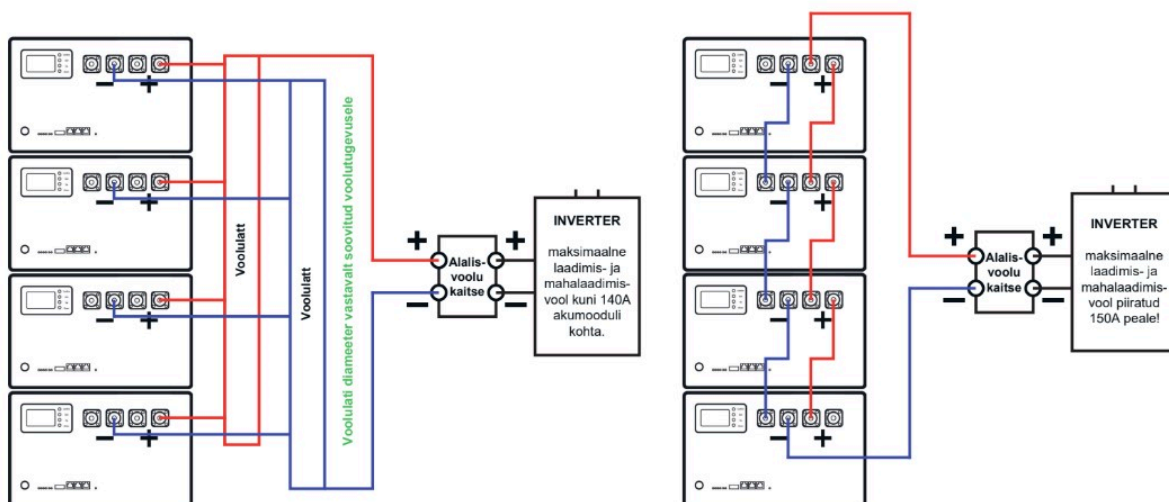 − +
− +
− +
− +
Voolulatt
Voolulatt
Voolulati diameeter vastavalt soovitud voolutugevusele
+ +
Alalis-
voolu
kaitse
− −
INVERTER
maksimaalne
laadimis- ja
mahalaadimis-
vool kuni 140A
akumooduli
kohta.
− +
− +
− +
− +
+ +
Alalis-
voolu
kaitse
− −
INVERTER
maksimaalne
laadimis- ja
mahalaadimis-
vool piiratud
150A peale!